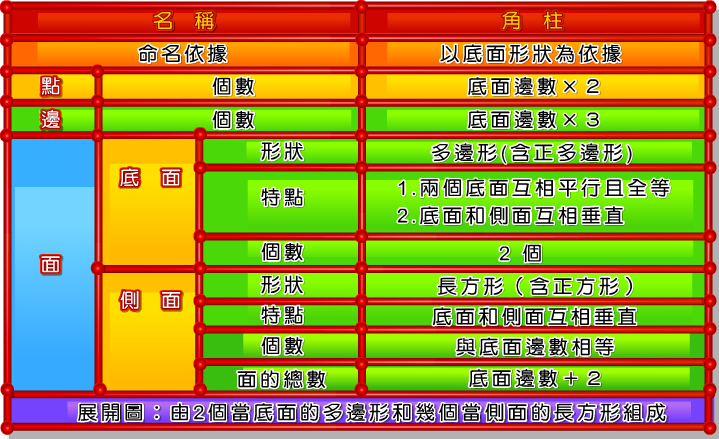 名稱 角柱
命名依據 以底面形狀為依據
點 個數 底面邊數×2
邊 個數 底面邊數×3
形狀 多邊形(含正多邊形)
底面 特點 1.兩個底面互相平行且全等
2.底面和側面互相垂直
個數 2個
面
形狀 長方形(含正方形)
側面 特點 底面和側面互相垂直
個數 與底面邊數相等
面的總數 底面邊數+2
展開圖：由2個當底面的多邊形和幾個當側面的長方形組成